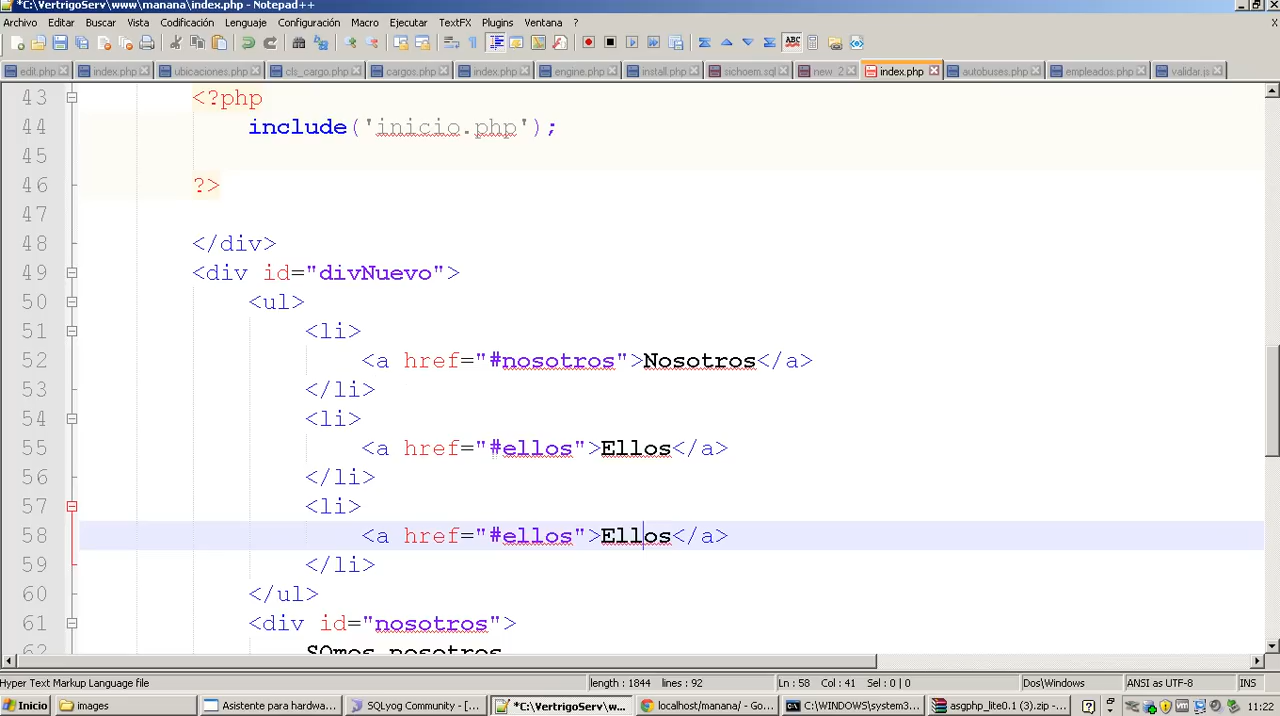 *C:\VertrigoServ\www\manana\index.php - Notepad++
Archivo Editar Buscar Vista Codificación Lenguaje Configuración Macro Ejecutar TextFX Plugins Ventana ?
edit.php index.php ubicaciones.php cls_cargo.php cargos.php index.php engine.php install.php sichoem.sql new 2 index.php autobuses.php empleados.php validar.js
43 <?php
44 include('inicio.php');
45
46 ?>
47
48 </div>
49 <div id="divNuevo">
50 <ul>
51 <li>
52 <a href="#nosotros">Nosotros</a>
53 </li>
54 <li>
55 <a href="#ellos">Ellos</a>
56 </li>
57 <li>
58 <a href="#ellos">Ellos</a>
59 </li>
60 </ul>
61 <div id="nosotros">
62 SOmos nosotros
Hyper Text Markup Language file length : 1844 lines : 92 Ln : 58 Col : 41 Sel : 0 | 0 Dos\Windows ANSI as UTF-8 INS
Inicio images Asistente para hardwa... SQLyog Community - [... *C:\VertrigoServ\ww... localhost/manana/ - Go... C:\WINDOWS\system3... asgphp_lite0.1 (3).zip - ... 11:22